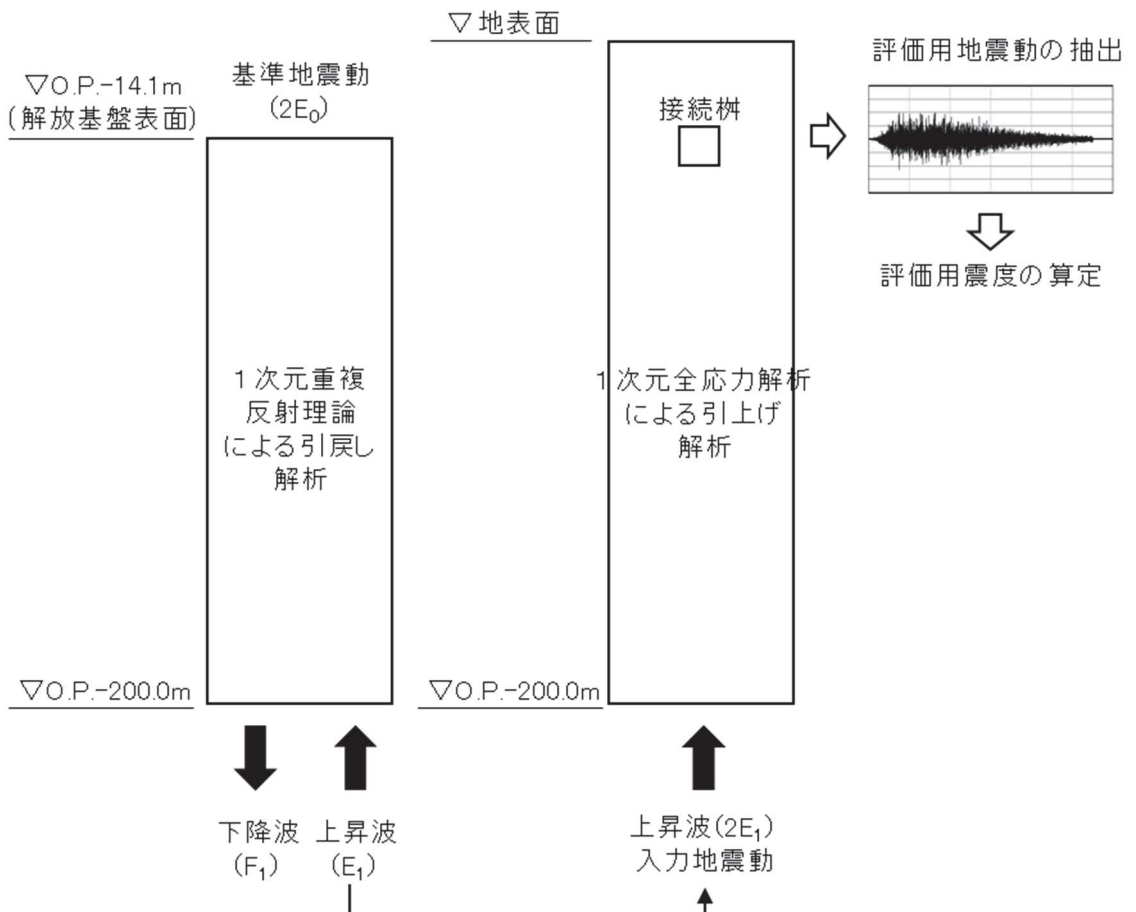 ▽地表面
評価用地震動の抽出
▽O.P.-14.1m
(解放基盤表面)
基準地震動
(2E₀)
接続桝
評価用震度の算定
1次元重複
反射理論
による引戻し
解析
1次元全応力解析
による引上げ
解析
▽O.P.-200.0m
▽O.P.-200.0m
下降波
(F₁)
上昇波
(E₁)
上昇波(2E₁)
入力地震動